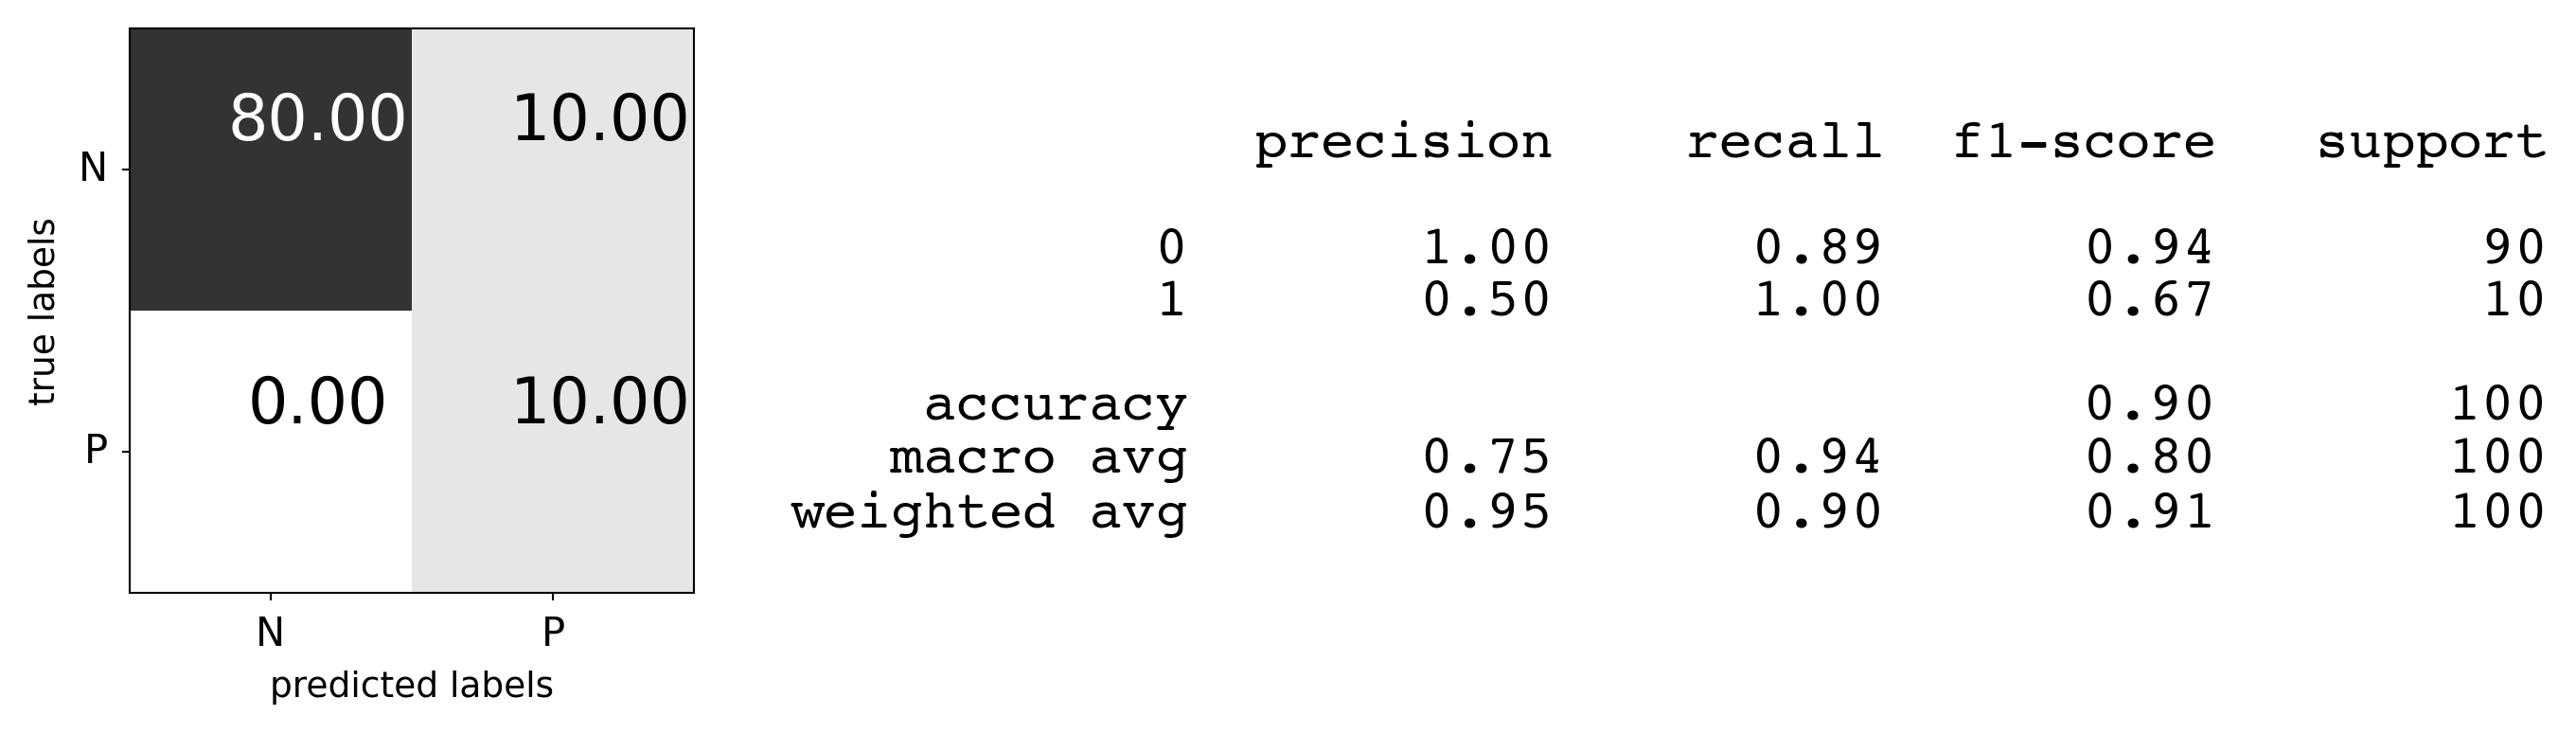 80.00 10.00
N
0.00 10.00
P
true labels
N P
predicted labels
precision recall f1-score support
0 1.00 0.89 0.94 90
1 0.50 1.00 0.67 10
accuracy 0.90 100
macro avg 0.75 0.94 0.80 100
weighted avg 0.95 0.90 0.91 100